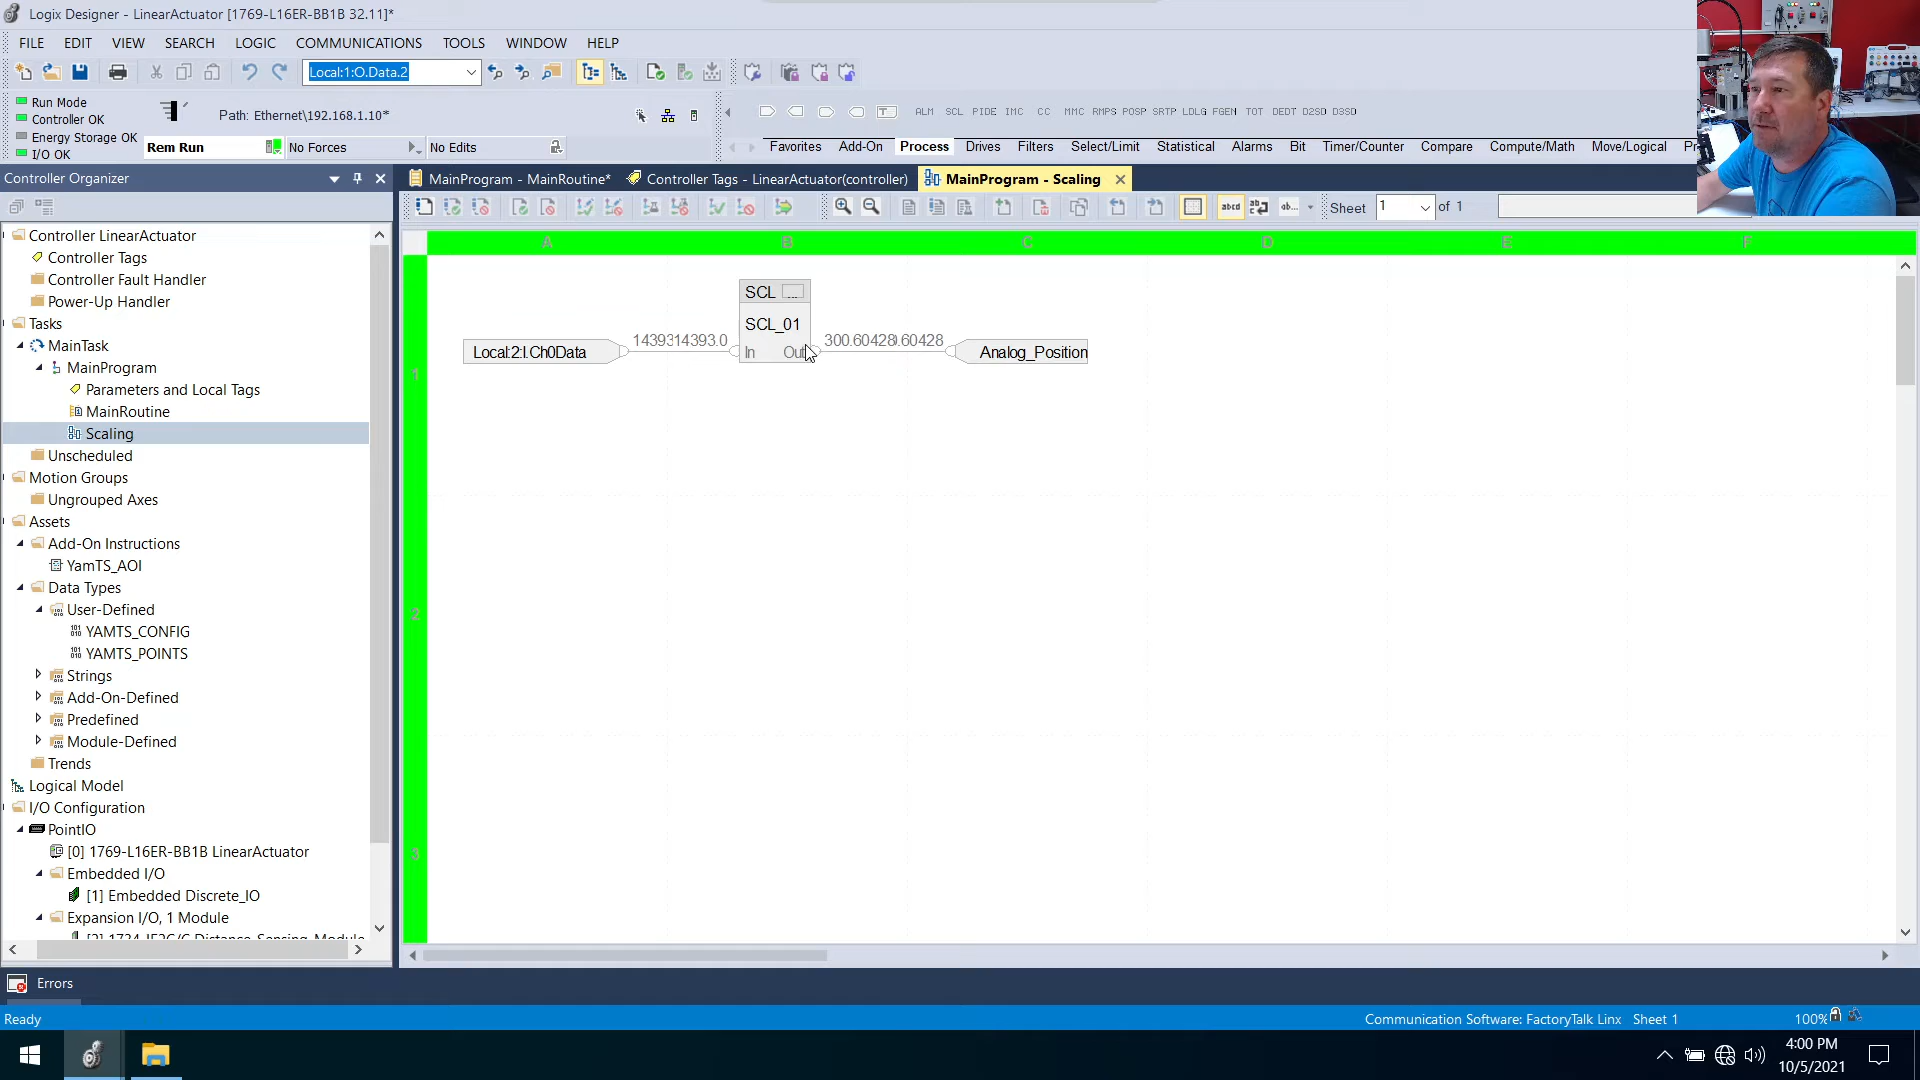 Logix Designer - LinearActuator [1769-L16ER-BB1B 32.11]*
FILE EDIT VIEW SEARCH LOGIC COMMUNICATIONS TOOLS WINDOW HELP
Local:1:O.Data.2
Run Mode
Controller OK
Energy Storage OK
I/O OK
Path: Ethernet\192.168.1.10*
Rem Run
No Forces
No Edits
ALM SCL PIDE IMC CC MMC RMPS POSP SRTP LDLG FGEN TOT DEDT D2SD D3SD
Favorites Add-On Process Drives Filters Select/Limit Statistical Alarms Bit Timer/Counter Compare Compute/Math Move/Logical
Controller Organizer
MainProgram - MainRoutine*
Controller Tags - LinearActuator(controller)
MainProgram - Scaling
abcd
ab...
Sheet 1 of 1
Controller LinearActuator
Controller Tags
Controller Fault Handler
Power-Up Handler
Tasks
MainTask
MainProgram
Parameters and Local Tags
MainRoutine
Scaling
Unscheduled
Motion Groups
Ungrouped Axes
Assets
Add-On Instructions
YamTS_AOI
Data Types
User-Defined
YAMTS_CONFIG
YAMTS_POINTS
Strings
Add-On-Defined
Predefined
Module-Defined
Trends
Logical Model
I/O Configuration
PointIO
[0] 1769-L16ER-BB1B LinearActuator
Embedded I/O
[1] Embedded Discrete_IO
Expansion I/O, 1 Module
A B C D E F
1
2
3
SCL ...
SCL_01
In Out
Local:2:I.Ch0Data
Analog_Position
Errors
Ready
Communication Software: FactoryTalk Linx
Sheet 1
100%
4:00 PM
10/5/2021